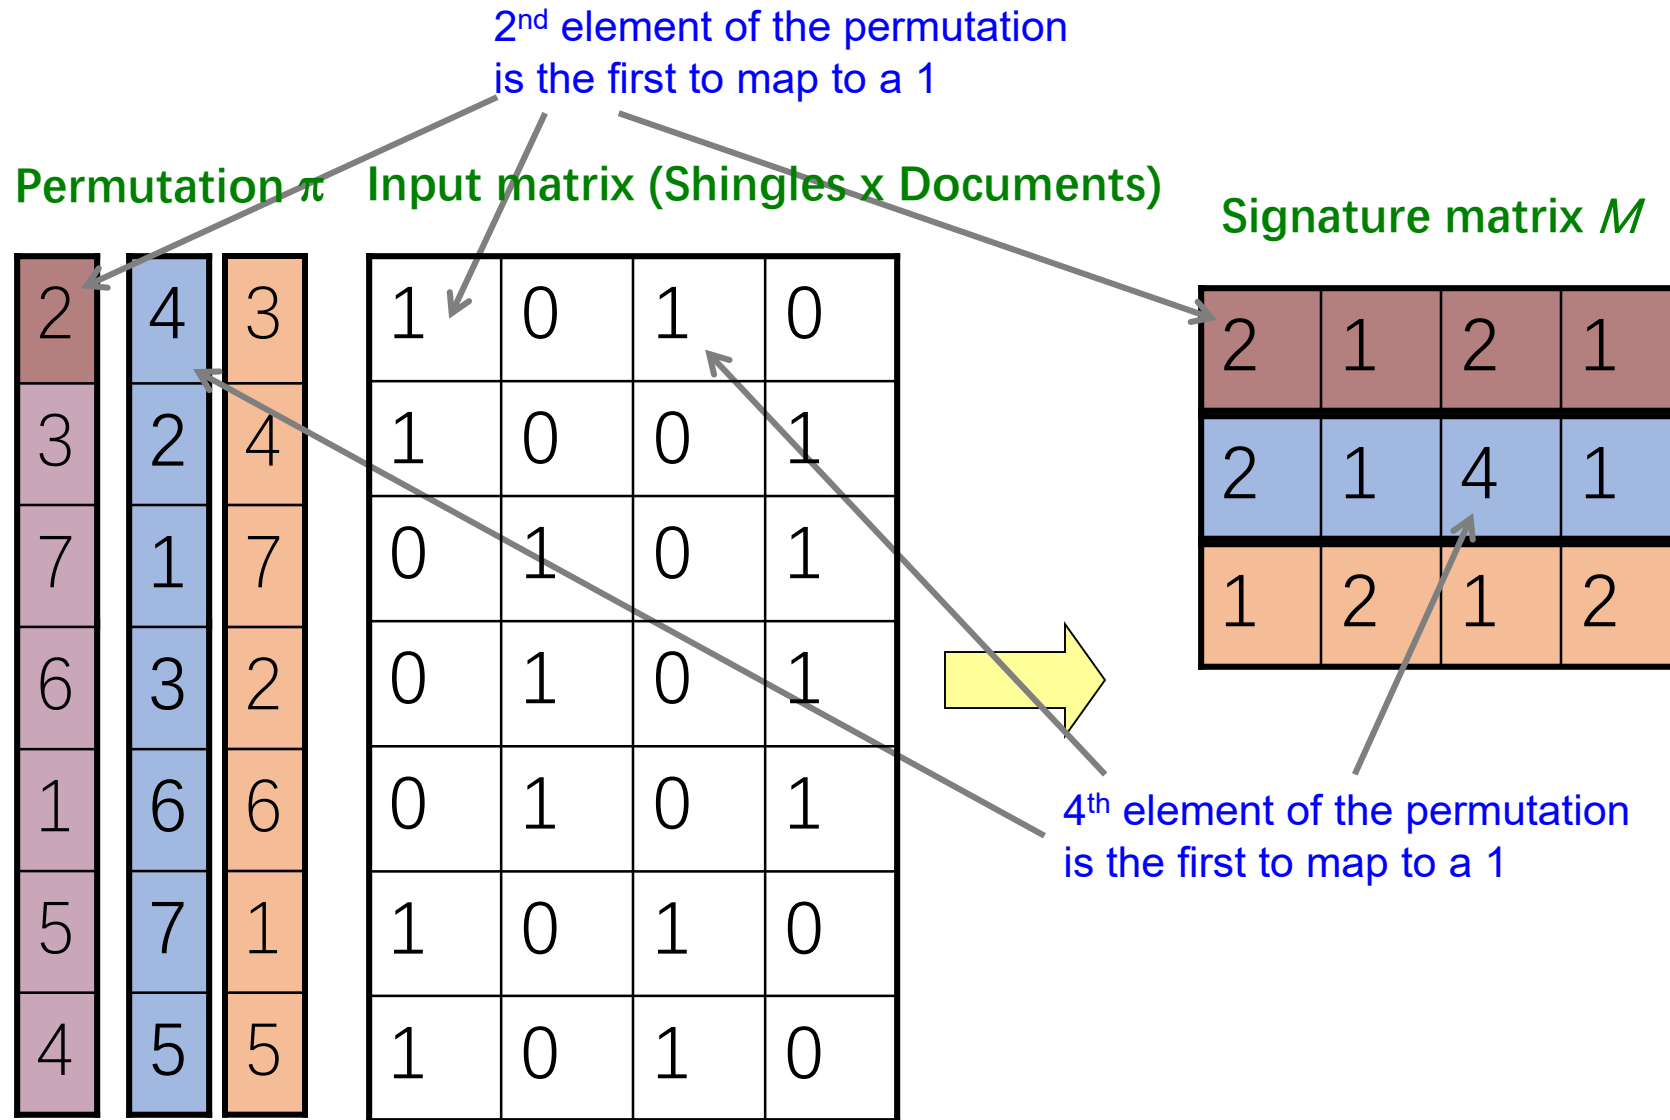 2nd element of the permutation
is the first to map to a 1
Permutation π
Input matrix (Shingles x Documents)
Signature matrix M
2 4 3 1 0 1 0
3 2 4 1 0 0 1
7 1 7 0 1 0 1
6 3 2 0 1 0 1
1 6 6 0 1 0 1
5 7 1 1 0 1 0
4 5 5 1 0 1 0
2 1 2 1
2 1 4 1
1 2 1 2
4th element of the permutation
is the first to map to a 1